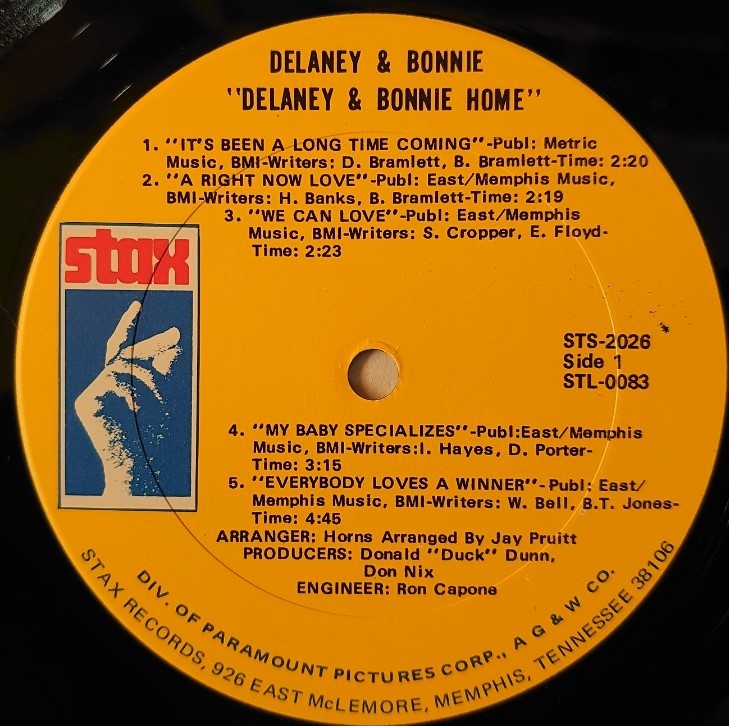 DELANEY & BONNIE
"DELANEY & BONNIE HOME"
1. "IT'S BEEN A LONG TIME COMING"-Publ: Metric
Music, BMI-Writers: D. Bramlett, B. Bramlett-Time: 2:20
2. "A RIGHT NOW LOVE"-Publ: East/Memphis Music,
BMI-Writers: H. Banks, B. Bramlett-Time: 2:19
3. "WE CAN LOVE"-Publ: East/Memphis
Music, BMI-Writers: S. Cropper, E. Floyd-
Time: 2:23
stax
STS-2026
Side 1
STL-0083
4. "MY BABY SPECIALIZES"-Publ:East/Memphis
Music, BMI-Writers:I. Hayes, D. Porter-
Time: 3:15
5. "EVERYBODY LOVES A WINNER"-Publ: East/
Memphis Music, BMI-Writers: W. Bell, B.T. Jones-
Time: 4:45
ARRANGER: Horns Arranged By Jay Pruitt
PRODUCERS: Donald "Duck" Dunn,
Don Nix
ENGINEER: Ron Capone
DIV. OF PARAMOUNT PICTURES CORP., A G & W CO.
STAX RECORDS, 926 EAST McLEMORE, MEMPHIS, TENNESSEE 38106